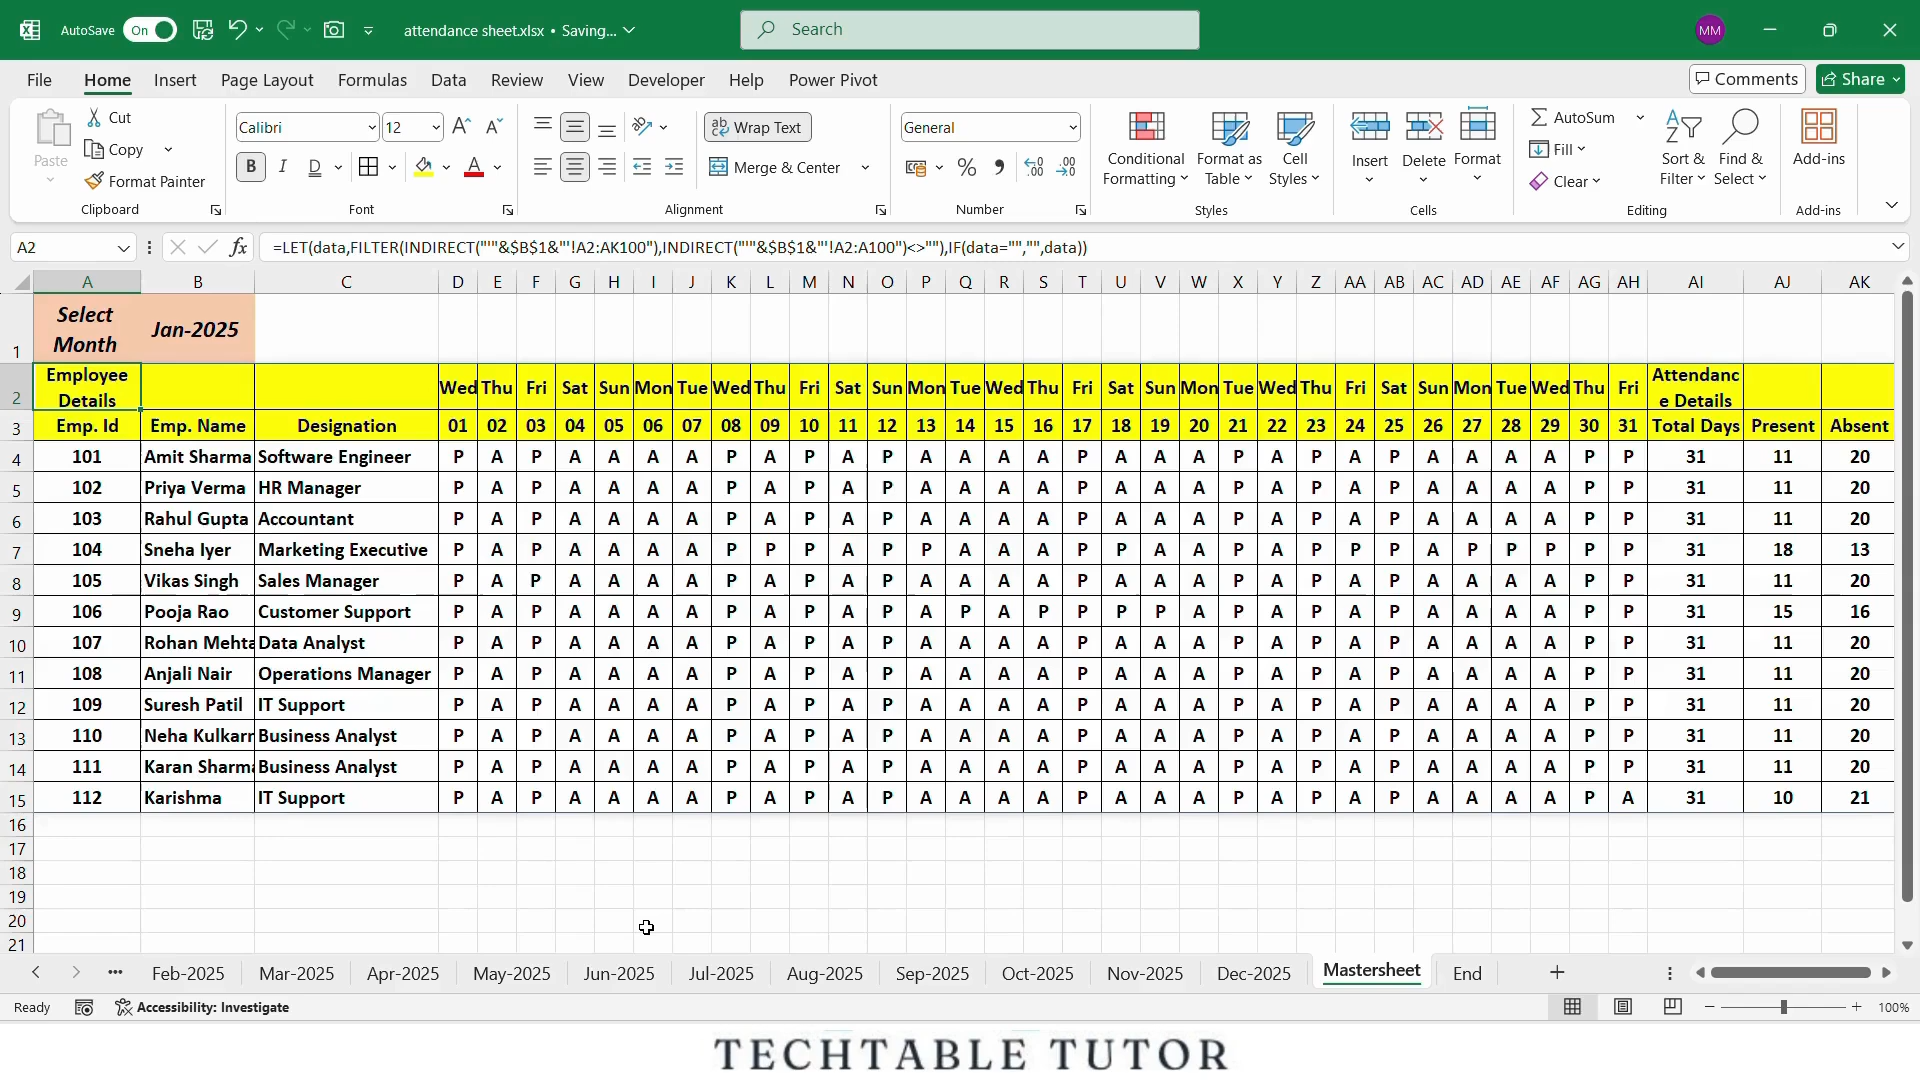 AutoSave On attendance sheet.xlsx • Saving... Search MM
File Home Insert Page Layout Formulas Data Review View Developer Help Power Pivot Comments Share
Paste Cut Copy Format Painter Clipboard
Calibri 12 B I D A Font
Wrap Text Merge & Center Alignment
General % Number
Conditional Formatting Format as Table Cell Styles Styles
Insert Delete Format Cells
AutoSum Fill Clear Sort & Filter Find & Select Editing
Add-ins Add-ins
A2 fx =LET(data,FILTER(INDIRECT("'"&$B$1&"'!A2:AK100"),INDIRECT("'"&$B$1&"'!A2:A100")<>""),IF(data="","",data))
A B C D E F G H I J K L M N O P Q R S T U V W X Y Z AA AB AC AD AE AF AG AH AI AJ AK
1 Select Month Jan-2025
2 Employee Details Wed Thu Fri Sat Sun Mon Tue Wed Thu Fri Sat Sun Mon Tue Wed Thu Fri Sat Sun Mon Tue Wed Thu Fri Sat Sun Mon Tue Wed Thu Fri Attendance Details
3 Emp. Id Emp. Name Designation 01 02 03 04 05 06 07 08 09 10 11 12 13 14 15 16 17 18 19 20 21 22 23 24 25 26 27 28 29 30 31 Total Days Present Absent
4 101 Amit Sharma Software Engineer P A P A A A A P A P A P A A A A P A A A P A P A P A A A A P P 31 11 20
5 102 Priya Verma HR Manager P A P A A A A P A P A P A A A A P A A A P A P A P A A A A P P 31 11 20
6 103 Rahul Gupta Accountant P A P A A A A P A P A P A A A A P A A A P A P A P A A A A P P 31 11 20
7 104 Sneha Iyer Marketing Executive P A P A A A A P P P A P P A A A P P A A P A P P P A P P P P P 31 18 13
8 105 Vikas Singh Sales Manager P A P A A A A P A P A P A A A A P A A A P A P A P A A A A P P 31 11 20
9 106 Pooja Rao Customer Support P A P A A A A P A P A P A P A P P P P A P A P A P A A A A P P 31 15 16
10 107 Rohan Mehta Data Analyst P A P A A A A P A P A P A A A A P A A A P A P A P A A A A P P 31 11 20
11 108 Anjali Nair Operations Manager P A P A A A A P A P A P A A A A P A A A P A P A P A A A A P P 31 11 20
12 109 Suresh Patil IT Support P A P A A A A P A P A P A A A A P A A A P A P A P A A A A P P 31 11 20
13 110 Neha Kulkarr Business Analyst P A P A A A A P A P A P A A A A P A A A P A P A P A A A A P P 31 11 20
14 111 Karan Sharma Business Analyst P A P A A A A P A P A P A A A A P A A A P A P A P A A A A P P 31 11 20
15 112 Karishma IT Support P A P A A A A P A P A P A A A A P A A A P A P A P A A A A P A 31 10 21
16
17
18
19
20
21
Feb-2025 Mar-2025 Apr-2025 May-2025 Jun-2025 Jul-2025 Aug-2025 Sep-2025 Oct-2025 Nov-2025 Dec-2025 Mastersheet End
Ready Accessibility: Investigate 100%
TECHTABLE TUTOR